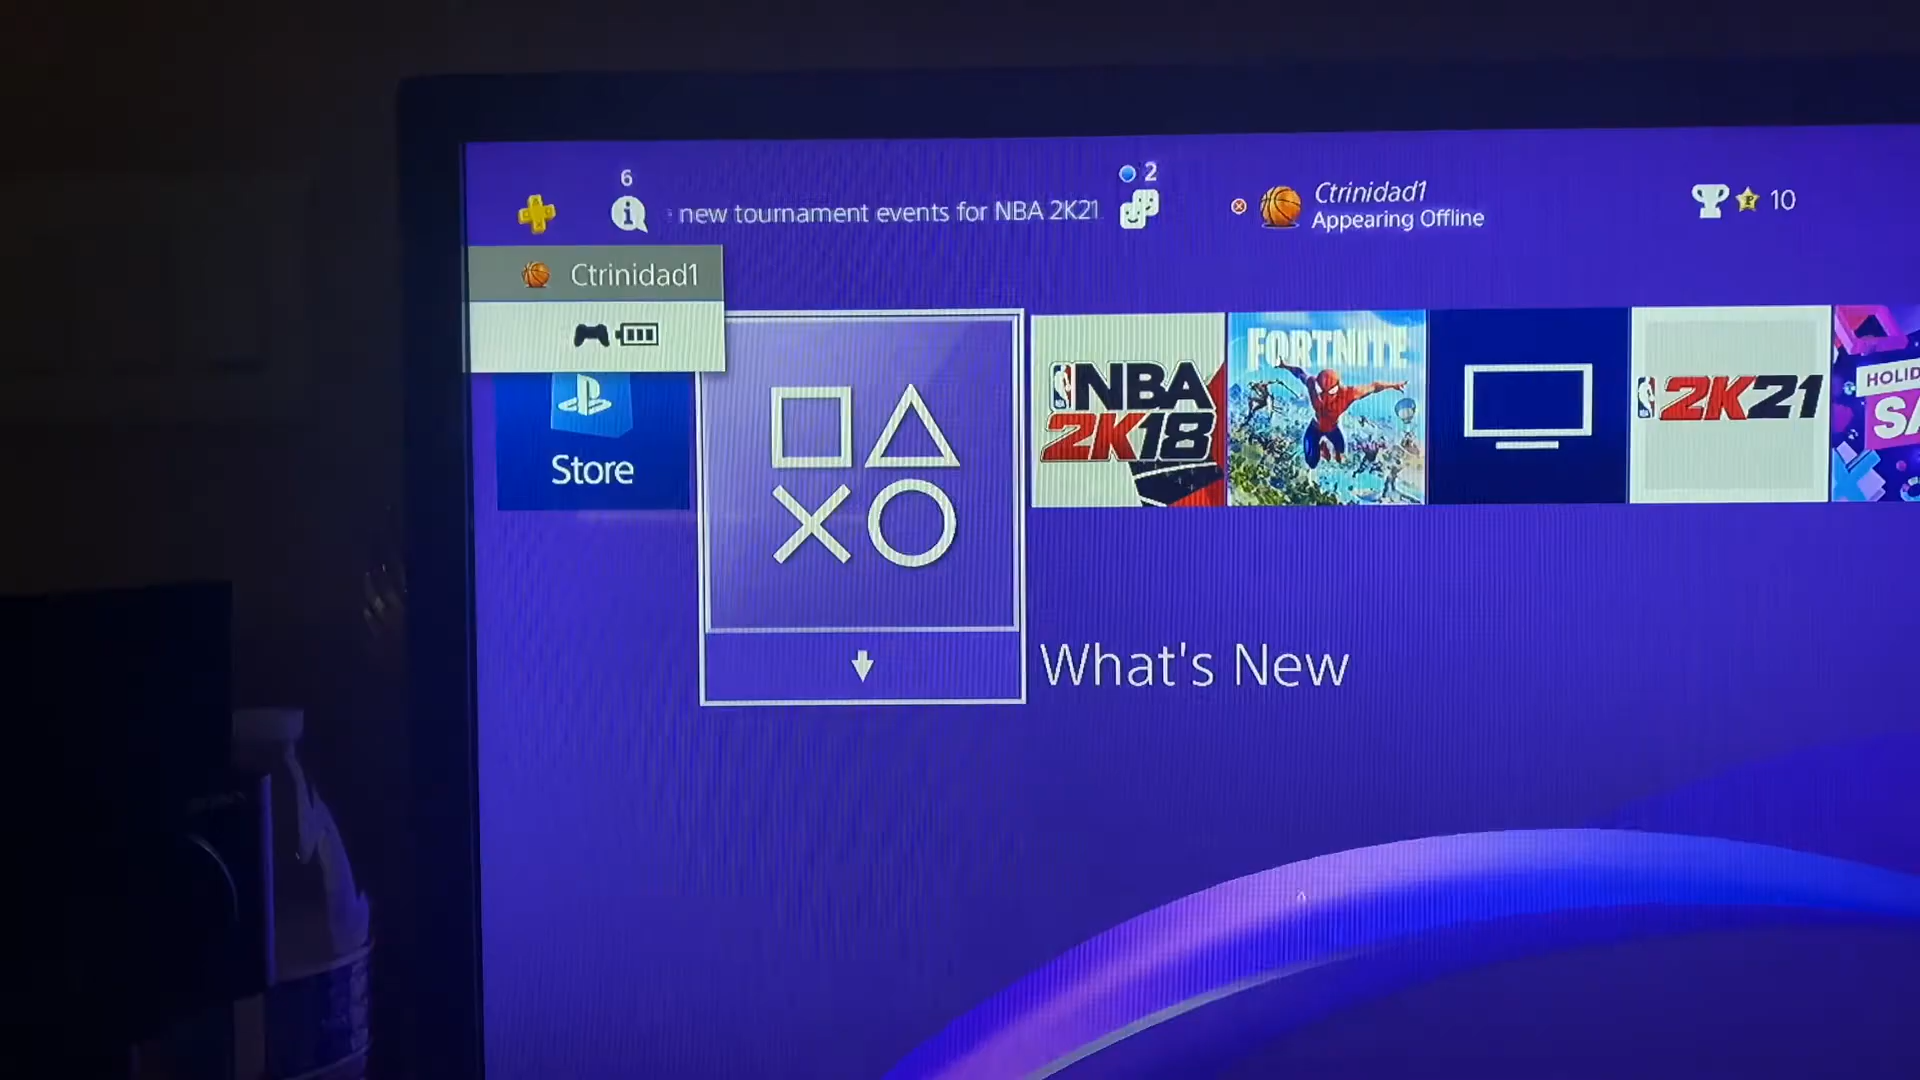 6
new tournament events for NBA 2K21
2
Ctrinidad1
Appearing Offline
10
Ctrinidad1
Store
NBA
2K18
FORTNITE
2K21
HOLID
SA
What's New